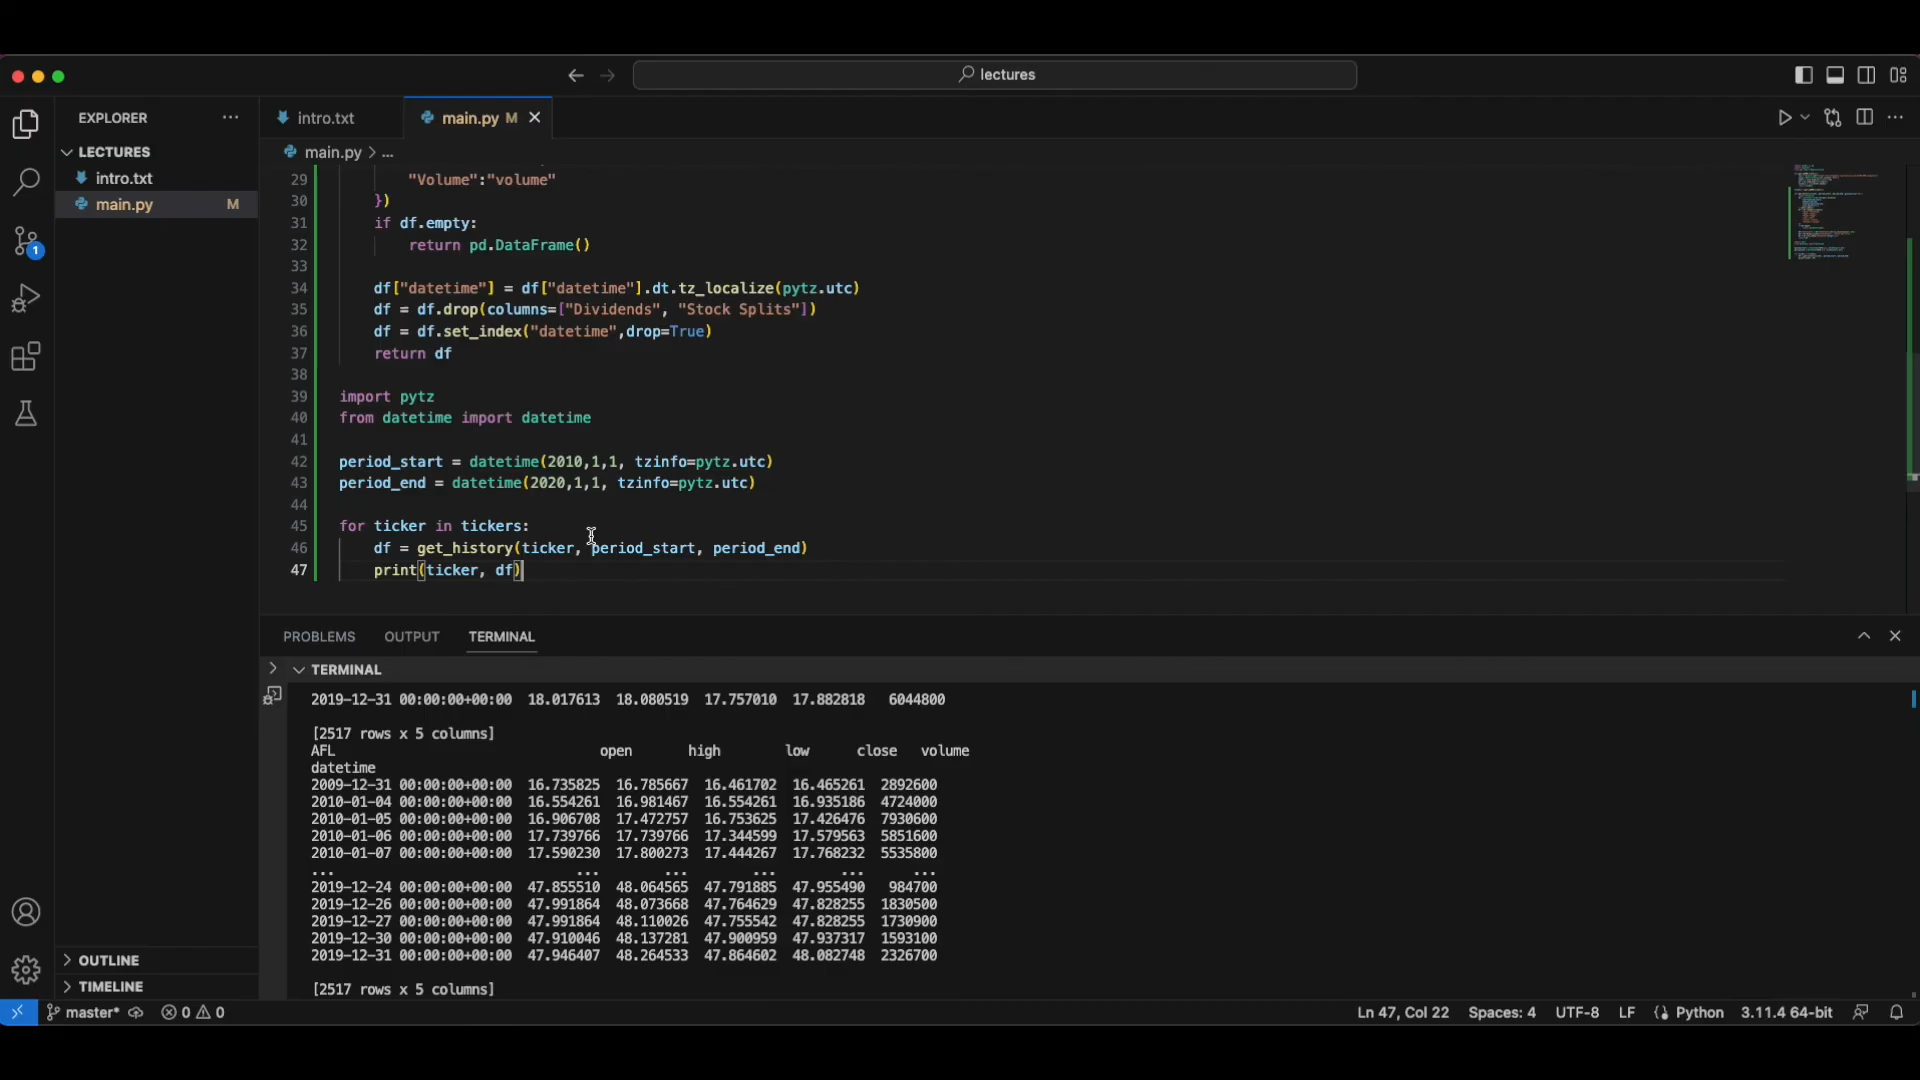 lectures
EXPLORER
LECTURES
intro.txt
main.py M
1
OUTLINE
TIMELINE
intro.txt
main.py M
main.py > ...
29 "Volume":"volume"
30 })
31 if df.empty:
32 return pd.DataFrame()
33
34 df["datetime"] = df["datetime"].dt.tz_localize(pytz.utc)
35 df = df.drop(columns=["Dividends", "Stock Splits"])
36 df = df.set_index("datetime",drop=True)
37 return df
38
39 import pytz
40 from datetime import datetime
41
42 period_start = datetime(2010,1,1, tzinfo=pytz.utc)
43 period_end = datetime(2020,1,1, tzinfo=pytz.utc)
44
45 for ticker in tickers:
46 df = get_history(ticker, period_start, period_end)
47 print(ticker, df)
PROBLEMS OUTPUT TERMINAL
TERMINAL
2019-12-31 00:00:00+00:00 18.017613 18.080519 17.757010 17.882818 6044800
[2517 rows x 5 columns]
AFL open high low close volume
datetime
2009-12-31 00:00:00+00:00 16.735825 16.785667 16.461702 16.465261 2892600
2010-01-04 00:00:00+00:00 16.554261 16.981467 16.554261 16.935186 4724000
2010-01-05 00:00:00+00:00 16.906708 17.472757 16.753625 17.426476 7930600
2010-01-06 00:00:00+00:00 17.739766 17.739766 17.344599 17.579563 5851600
2010-01-07 00:00:00+00:00 17.590230 17.800273 17.444267 17.768232 5535800
... ... ... ... ... ...
2019-12-24 00:00:00+00:00 47.855510 48.064565 47.791885 47.955490 984700
2019-12-26 00:00:00+00:00 47.991864 48.073668 47.764629 47.828255 1830500
2019-12-27 00:00:00+00:00 47.991864 48.110026 47.755542 47.828255 1730900
2019-12-30 00:00:00+00:00 47.910046 48.137281 47.900959 47.937317 1593100
2019-12-31 00:00:00+00:00 47.946407 48.264533 47.864602 48.082748 2326700
[2517 rows x 5 columns]
master* 0 0 Ln 47, Col 22 Spaces: 4 UTF-8 LF Python 3.11.4 64-bit